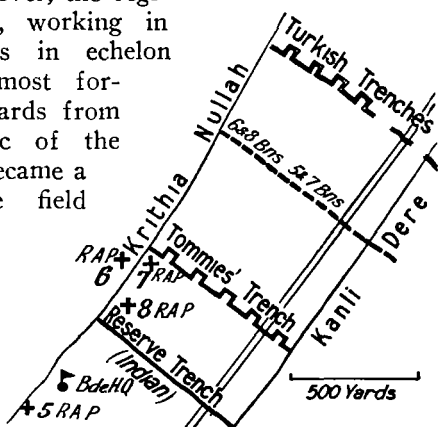 ever, the
, working in
s in echelon
most for-
ards from
c of the
ecame a
e field
Turkish Trenches
Krithia Nullah
6&8 Bns 5&7 Bns
Kanli Dere
Tommies' Trench
RAP
6
7 RAP
8 RAP
Reserve Trench
(Indian)
Bde.HQ
5 RAP
500 Yards